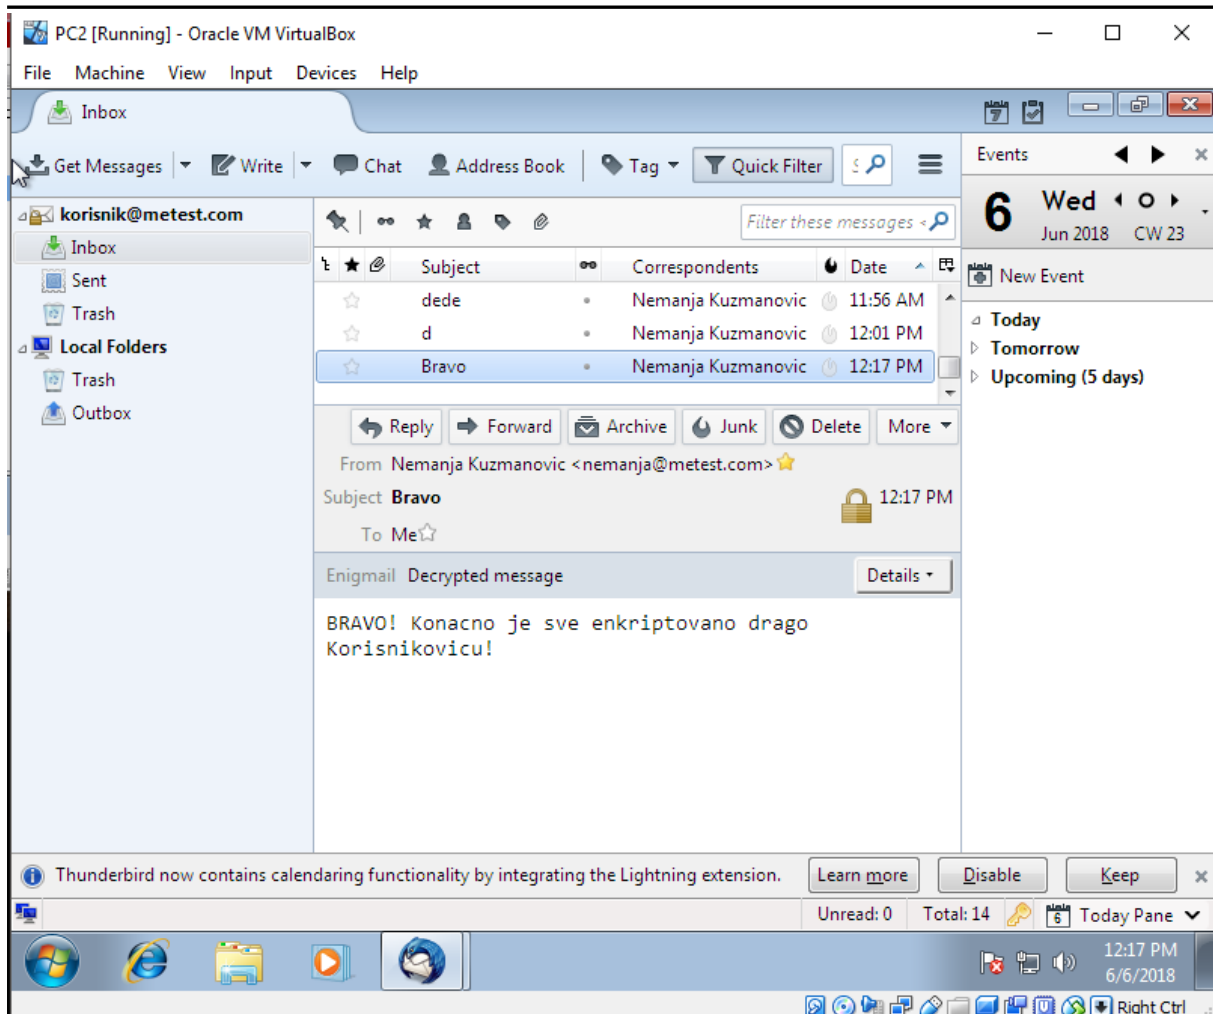 PC2 [Running] - Oracle VM VirtualBox
File Machine View Input Devices Help
Inbox
Get Messages Write Chat Address Book Tag Quick Filter
Events
korisnik@metest.com
Inbox
Sent
Trash
Local Folders
Trash
Outbox
Filter these messages <
Subject Correspondents Date
dede Nemanja Kuzmanovic 11:56 AM
d Nemanja Kuzmanovic 12:01 PM
Bravo Nemanja Kuzmanovic 12:17 PM
Reply Forward Archive Junk Delete More
From Nemanja Kuzmanovic <nemanja@metest.com>
Subject Bravo 12:17 PM
To Me
Enigmail Decrypted message Details
BRAVO! Konacno je sve enkriptovano drago
Korisnikovicu!
7
6 Wed
Jun 2018 CW 23
New Event
Today
Tomorrow
Upcoming (5 days)
Thunderbird now contains calendaring functionality by integrating the Lightning extension. Learn more Disable Keep
Unread: 0 Total: 14 6 Today Pane
12:17 PM
6/6/2018
Right Ctrl